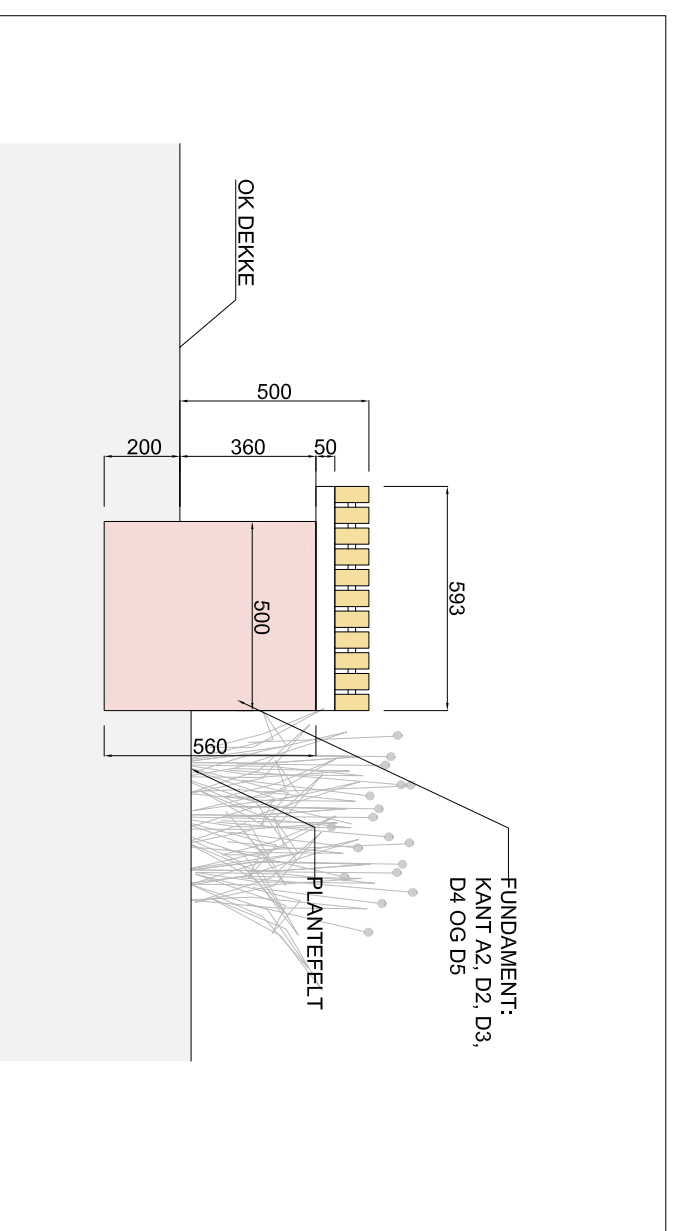 OK DEKKE
500
200
360
50
593
500
560
FUNDAMENT:
KANT A2, D2, D3,
D4 OG D5
PLANTEFELT